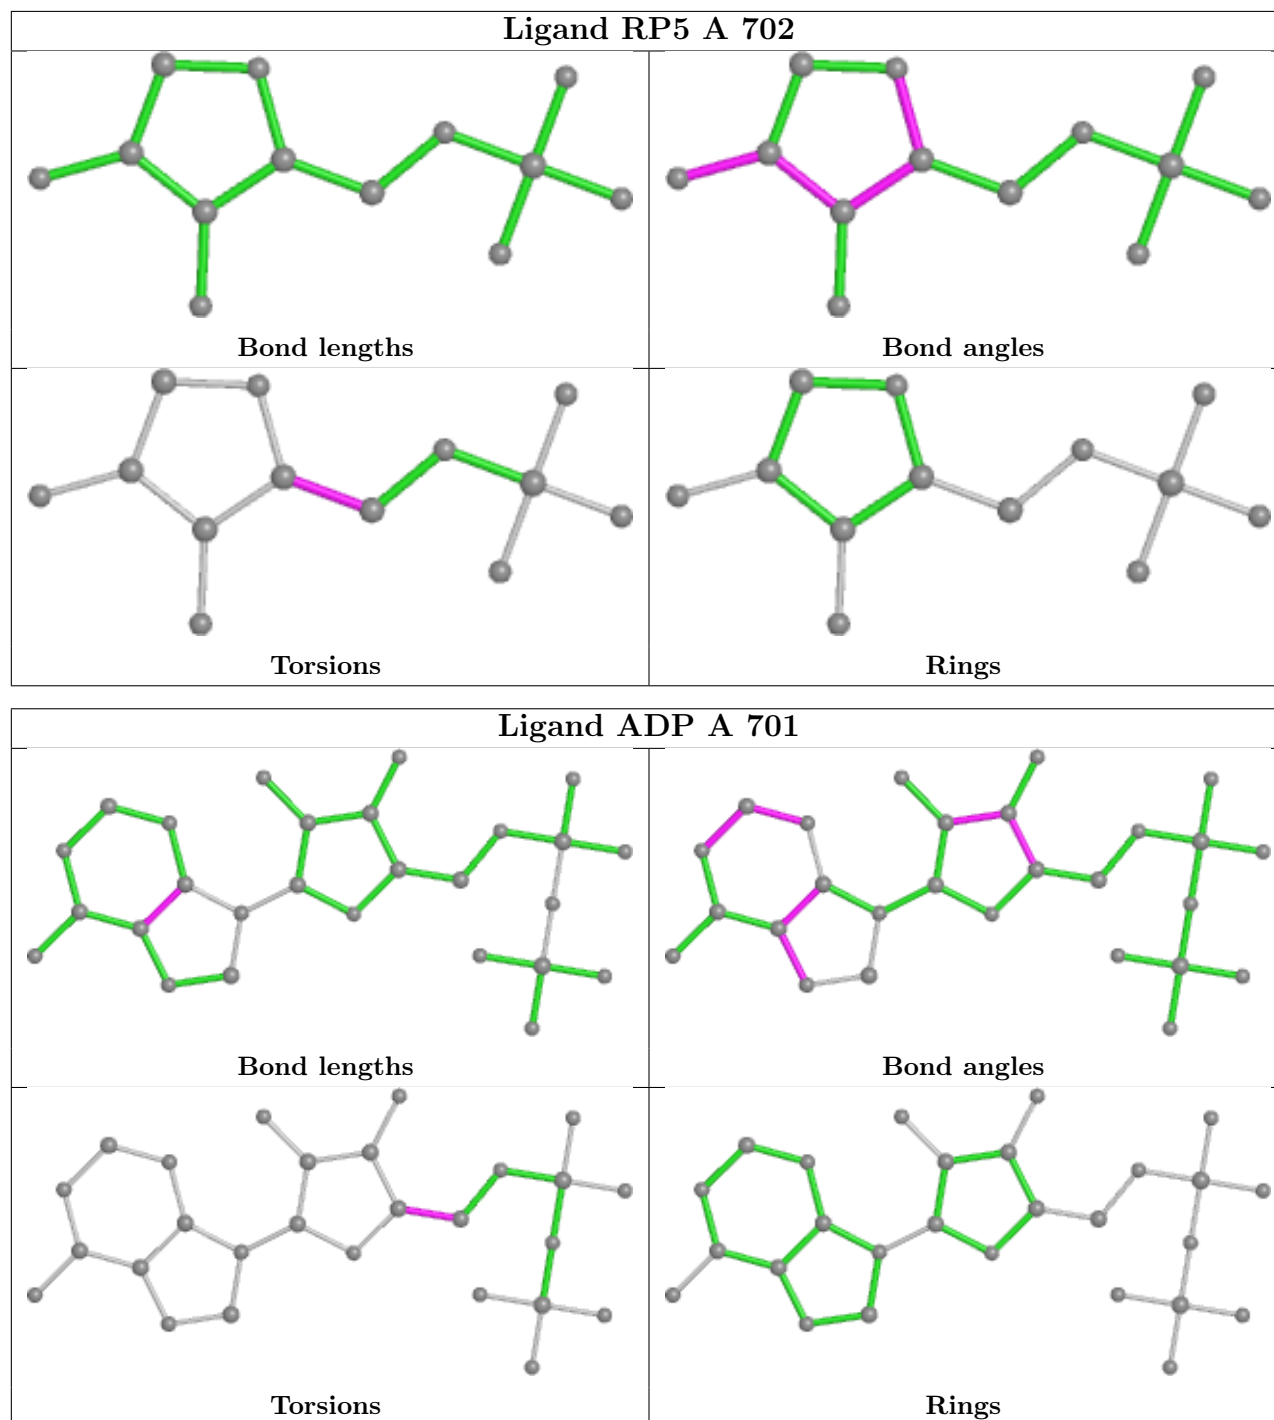 Ligand RP5 A 702
Bond lengths
Bond angles
Torsions
Rings
Ligand ADP A 701
Bond lengths
Bond angles
Torsions
Rings